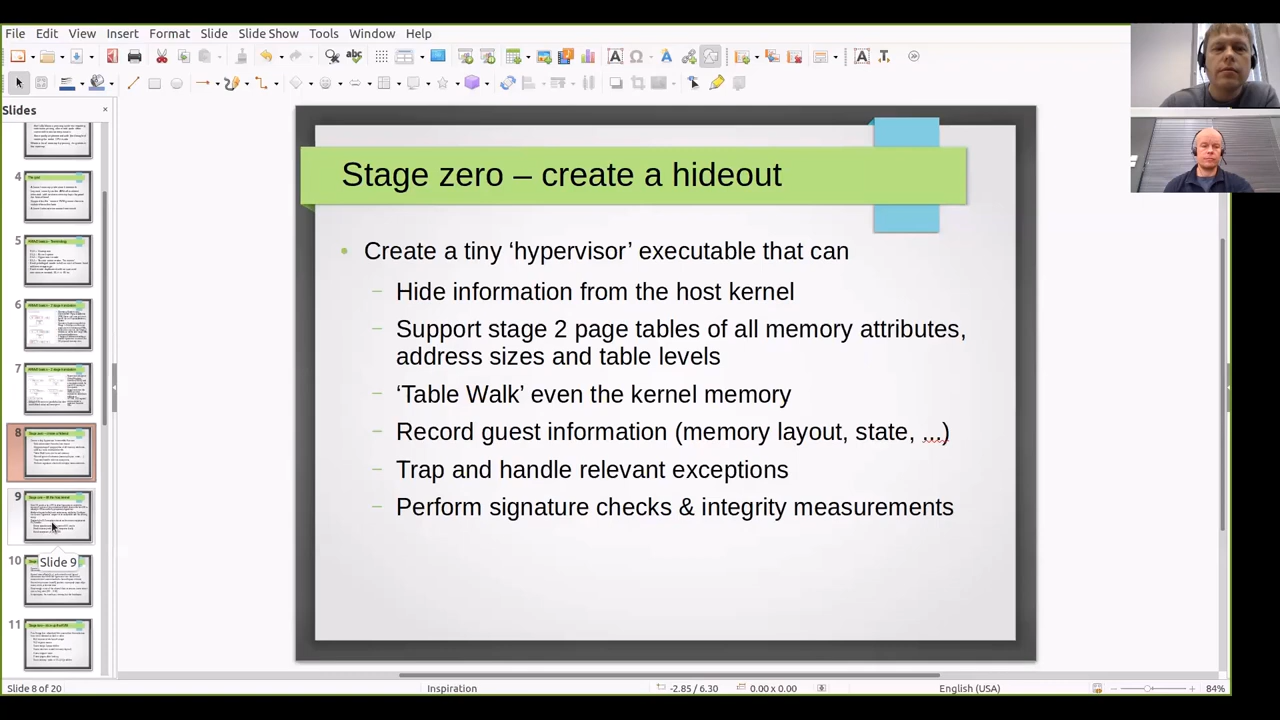 File Edit View Insert Format Slide Slide Show Tools Window Help
Slides
4
5
6
7
8
9
10
11
Slide 9
Stage zero – create a hideout
Create a tiny ‘hypervisor’ executable that can
Hide information from the host kernel
Support stage 2 page tables of all memory attributes,
address sizes and table levels
‘Table Walk’ even the kernel memory
Record guest information (memory layout, state, ...)
Trap and handle relevant exceptions
Perform signature checks & integrity measurements
Slide 8 of 20 Inspiration -2.85 / 6.30 0.00 x 0.00 English (USA) 84%